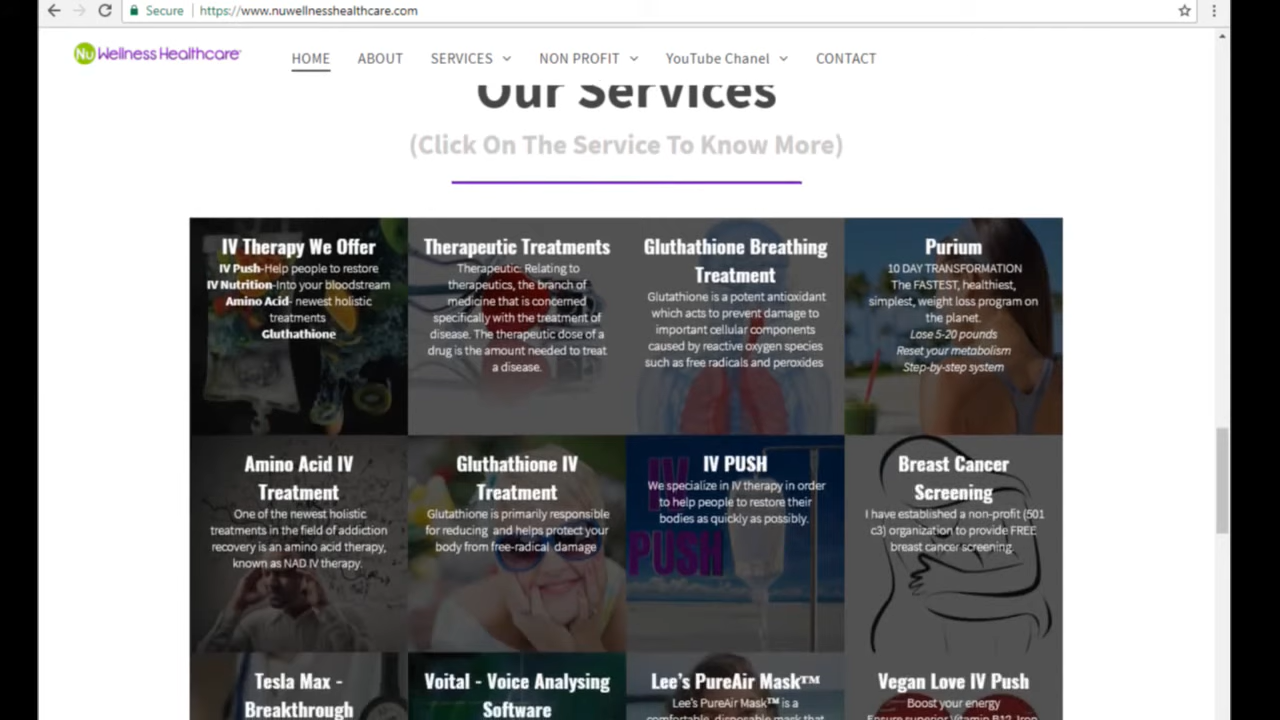 Secure https://www.nuwellnesshealthcare.com
Nu Wellness Healthcare HOME ABOUT SERVICES NON PROFIT YouTube Chanel CONTACT
Our Services
(Click On The Service To Know More)
IV Therapy We Offer
IV Push-Help people to restore
IV Nutrition-Into your bloodstream
Amino Acid- newest holistic
treatments
Gluthathione
Therapeutic Treatments
Therapeutic: Relating to
therapeutics, the branch of
medicine that is concerned
specifically with the treatment of
disease. The therapeutic dose of a
drug is the amount needed to treat
a disease.
Gluthathione Breathing
Treatment
Glutathione is a potent antioxidant
which acts to prevent damage to
important cellular components
caused by reactive oxygen species
such as free radicals and peroxides
Purium
10 DAY TRANSFORMATION
The FASTEST, healthiest,
simplest, weight loss program on
the planet.
Lose 5-20 pounds
Reset your metabolism
Step-by-step system
Amino Acid IV
Treatment
One of the newest holistic
treatments in the field of addiction
recovery is an amino acid therapy,
known as NAD IV therapy.
Gluthathione IV
Treatment
Glutathione is primarily responsible
for reducing and helps protect your
body from free-radical damage
IV PUSH
We specialize in IV therapy in order
to help people to restore their
bodies as quickly as possibly.
IV
PUSH
Breast Cancer
Screening
I have established a non-profit (501
c3) organization to provide FREE
breast cancer screening.
Tesla Max -
Breakthrough
Voital - Voice Analysing
Software
Lee's PureAir Mask™
Lee's PureAir Mask™ is a
comfortable, disposable mask that
Vegan Love IV Push
Boost your energy
Ensure superior Vitamin B12, Iron